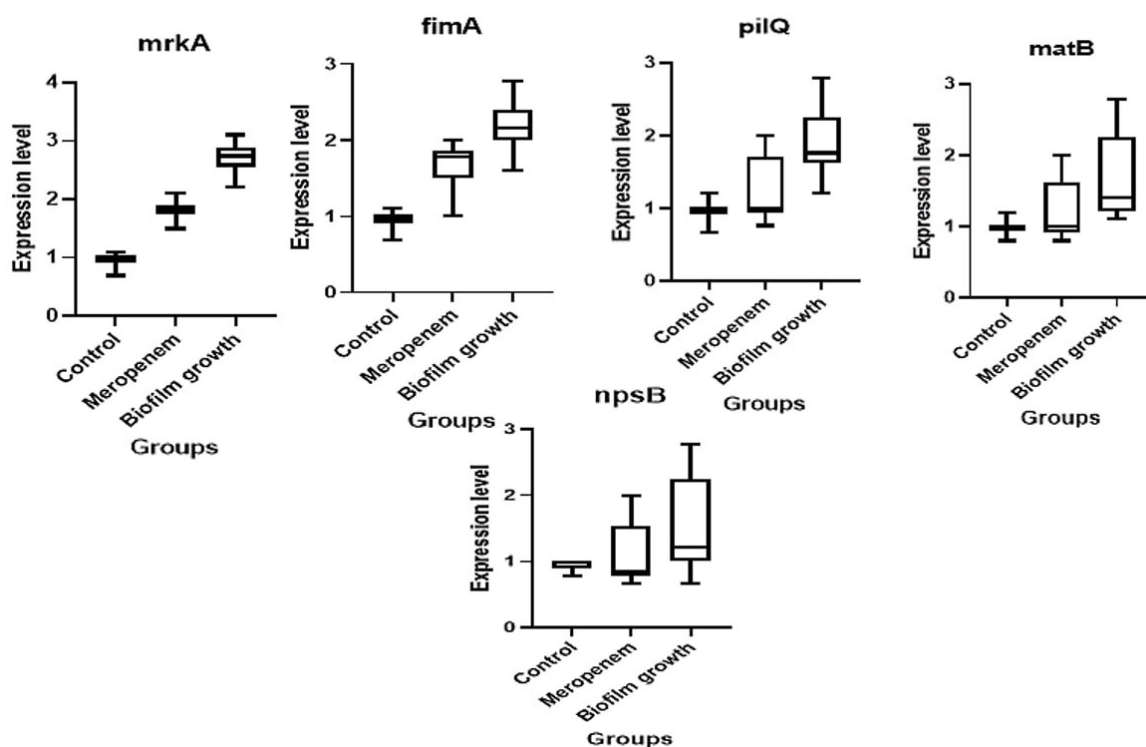 mrkA
Expression level
4
3
2
1
0
Control
Meropenem
Biofilm growth
Groups
fimA
Expression level
3
2
1
0
Control
Meropenem
Biofilm growth
Groups
pilQ
Expression level
3
2
1
0
Control
Meropenem
Biofilm growth
Groups
matB
Expression level
3
2
1
0
Control
Meropenem
Biofilm growth
Groups
npsB
Expression level
3
2
1
0
Control
Meropenem
Biofilm growth
Groups